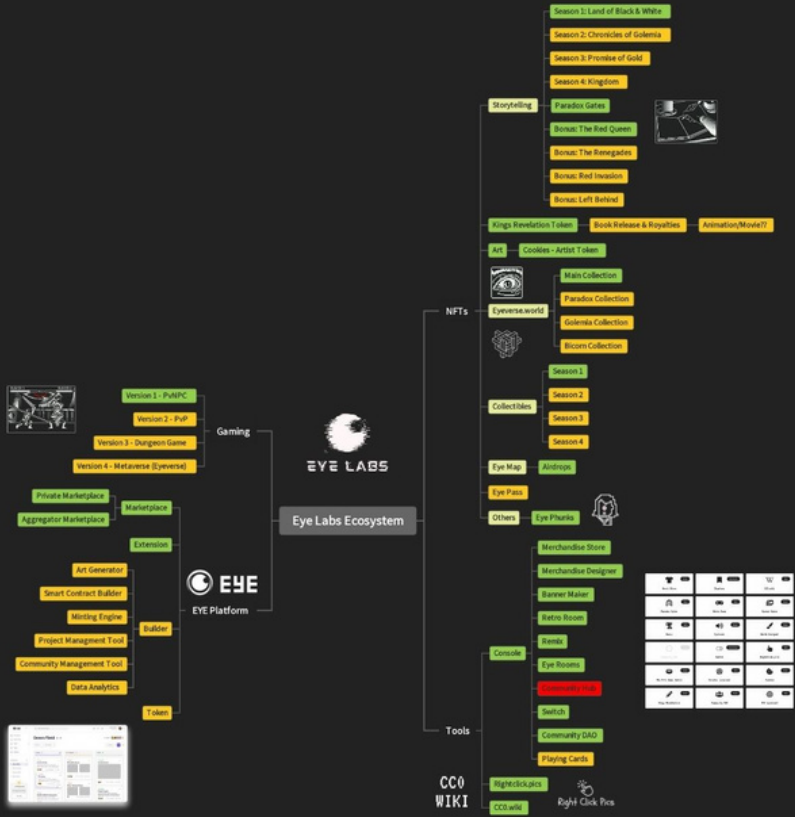 Season 1: Land of Black & White
Season 2: Chronicles of Golemia
Season 3: Promise of Gold
Season 4: Kingdom
Storytelling
Paradox Gates
Bonus: The Red Queen
Bonus: The Renegades
Bonus: Red Invasion
Bonus: Left Behind
Kings Revelation Token
Book Release & Royalties
Animation/Movie??
Art
Cookies - Artist Token
Main Collection
Paradox Collection
Eyeverse.world
Golemia Collection
Bicorn Collection
NFTs
Season 1
Season 2
Collectibles
Season 3
Season 4
Eye Map
Airdrops
Eye Pass
Others
Eye Phunks
Version 1 - PvNPC
Version 2 - PvP
Gaming
Version 3 - Dungeon Game
Version 4 - Metaverse (Eyeverse)
EYE LABS
Eye Labs Ecosystem
Private Marketplace
Marketplace
Aggregator Marketplace
Extension
EYE
EYE Platform
Art Generator
Smart Contract Builder
Minting Engine
Builder
Project Managment Tool
Community Management Tool
Data Analytics
Token
Merchandise Store
Merchandise Designer
Banner Maker
Retro Room
Remix
Console
Eye Rooms
Community Hub
Switch
Community DAO
Playing Cards
Tools
CC0
WIKI
Rightclick.pics
Right Click Pics
CC0.wiki